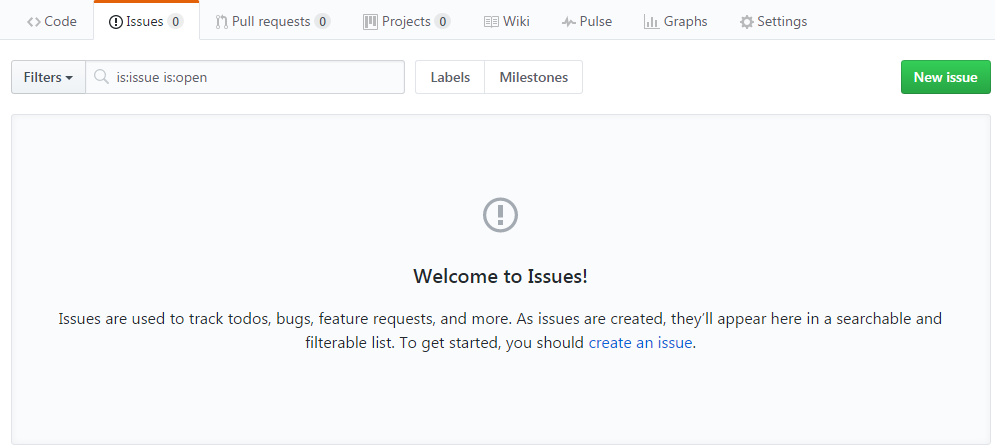 Code Issues 0 Pull requests 0 Projects 0 Wiki Pulse Graphs Settings
Filters is:issue is:open Labels Milestones New issue
Welcome to Issues!
Issues are used to track todos, bugs, feature requests, and more. As issues are created, they’ll appear here in a searchable and
filterable list. To get started, you should create an issue.